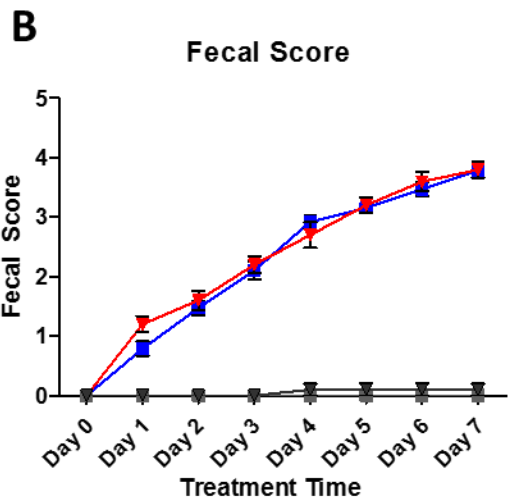 B
Fecal Score
Fecal Score
5
4
3
2
1
0
Day 0
Day 1
Day 2
Day 3
Day 4
Day 5
Day 6
Day 7
Treatment Time